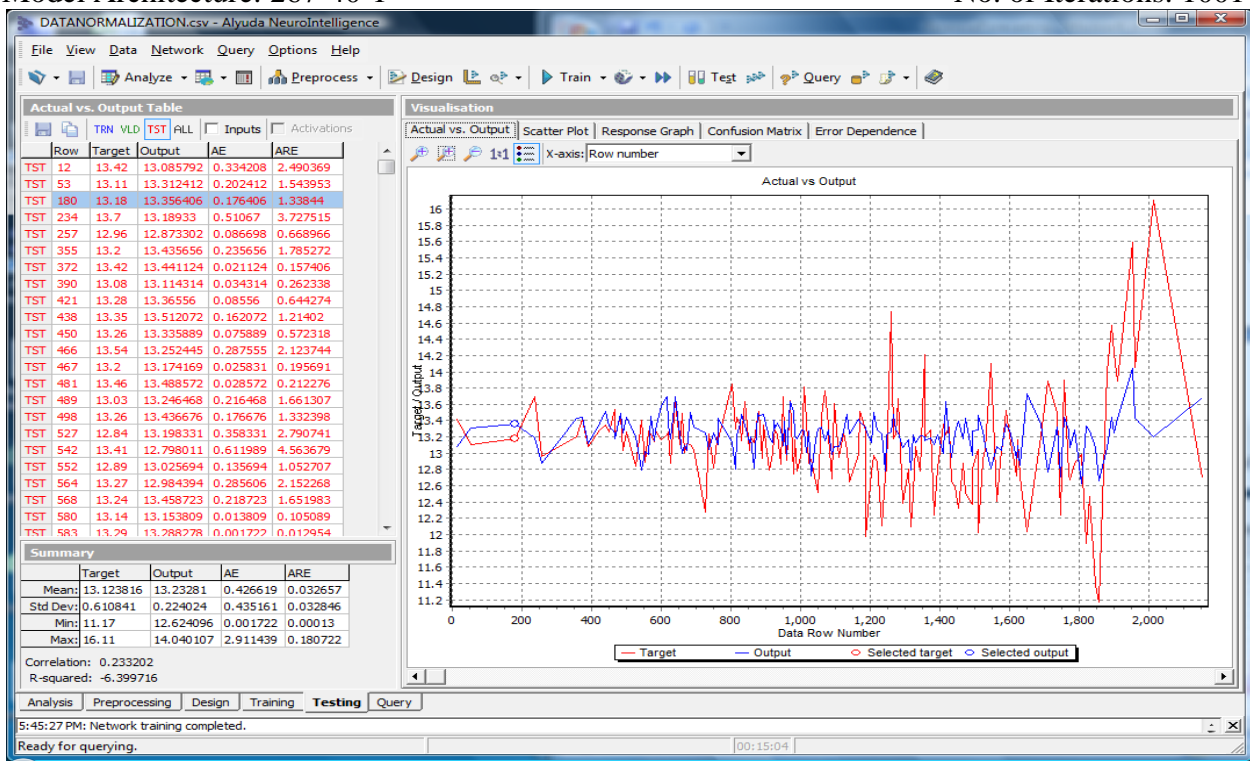 DATANORMALIZATION.csv - Alyuda NeuroIntelligence
File View Data Network Query Options Help
Analyze Preprocess Design Train Test Query
Actual vs. Output Table
TRN VLD TST ALL Inputs Activations
Row Target Output AE ARE
TST 12 13.42 13.085792 0.334208 2.490369
TST 53 13.11 13.312412 0.202412 1.543953
TST 180 13.18 13.356406 0.176406 1.33844
TST 234 13.7 13.18933 0.51067 3.727515
TST 257 12.96 12.873302 0.086698 0.668966
TST 355 13.2 13.435656 0.235656 1.785272
TST 372 13.42 13.441124 0.021124 0.157406
TST 390 13.08 13.114314 0.034314 0.262338
TST 421 13.28 13.36556 0.08556 0.644274
TST 438 13.35 13.512072 0.162072 1.21402
TST 450 13.26 13.335889 0.075889 0.572318
TST 466 13.54 13.252445 0.287555 2.123744
TST 467 13.2 13.174169 0.025831 0.195691
TST 481 13.46 13.488572 0.028572 0.212276
TST 489 13.03 13.246468 0.216468 1.661307
TST 498 13.26 13.436676 0.176676 1.332398
TST 527 12.84 13.198331 0.358331 2.790741
TST 542 13.41 12.798011 0.611989 4.563679
TST 552 12.89 13.025694 0.135694 1.052707
TST 564 13.27 12.984394 0.285606 2.152268
TST 568 13.24 13.458723 0.218723 1.651983
TST 580 13.14 13.153809 0.013809 0.105089
TST 583 13.29 13.288278 0.001722 0.012954
Summary
Target Output AE ARE
Mean: 13.123816 13.23281 0.426619 0.032657
Std Dev: 0.610841 0.224024 0.435161 0.032846
Min: 11.17 12.624096 0.001722 0.00013
Max: 16.11 14.040107 2.911439 0.180722
Correlation: 0.233202
R-squared: -6.399716
Visualisation
Actual vs. Output Scatter Plot Response Graph Confusion Matrix Error Dependence
1:1 X-axis: Row number
Actual vs Output
16
15.8
15.6
15.4
15.2
15
14.8
14.6
14.4
14.2
14
13.8
13.6
13.4
13.2
13
12.8
12.6
12.4
12.2
12
11.8
11.6
11.4
11.2
Target / Output
0 200 400 600 800 1,000 1,200 1,400 1,600 1,800 2,000
Data Row Number
Target Output Selected target Selected output
Analysis Preprocessing Design Training Testing Query
5:45:27 PM: Network training completed.
Ready for querying. 00:15:04